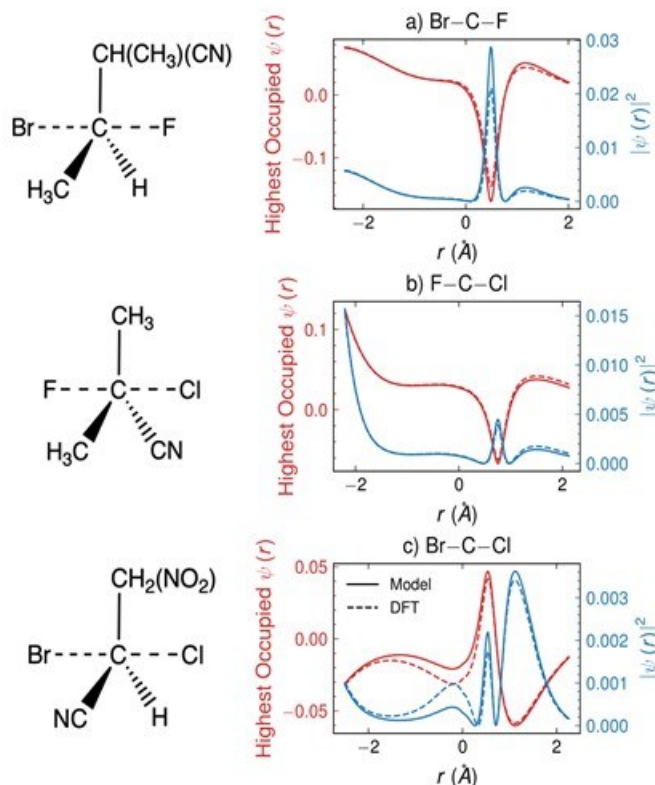 CH(CH₃)(CN)
Br C F
H₃C H
a) Br−C−F
Highest Occupied ψ (r)
0.0
−0.1
0.03
0.02
0.01
0.00
|ψ (r)|²
−2 0 2
r (Å)
CH₃
F C Cl
H₃C CN
b) F−C−Cl
Highest Occupied ψ (r)
0.1
0.0
0.015
0.010
0.005
0.000
|ψ (r)|²
−2 0 2
r (Å)
CH₂(NO₂)
Br C Cl
NC H
c) Br−C−Cl
Model
DFT
Highest Occupied ψ (r)
0.05
0.00
−0.05
0.003
0.002
0.001
0.000
|ψ (r)|²
−2 0 2
r (Å)